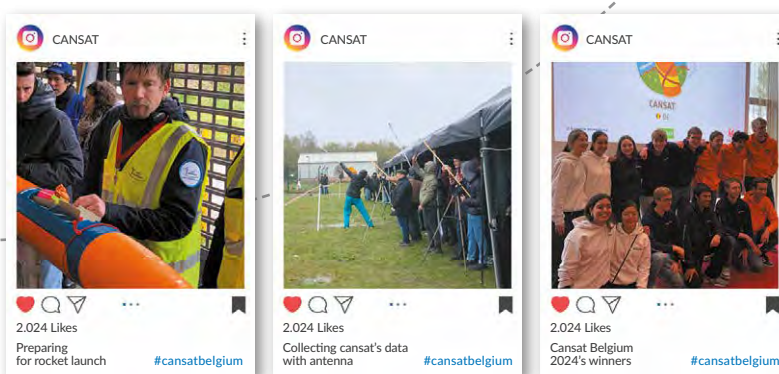 CANSAT
2.024 Likes
Preparing
for rocket launch
#cansatbelgium
CANSAT
2.024 Likes
Collecting cansat's data
with antenna
#cansatbelgium
CANSAT
CANSAT
2.024 Likes
Cansat Belgium
2024's winners
#cansatbelgium